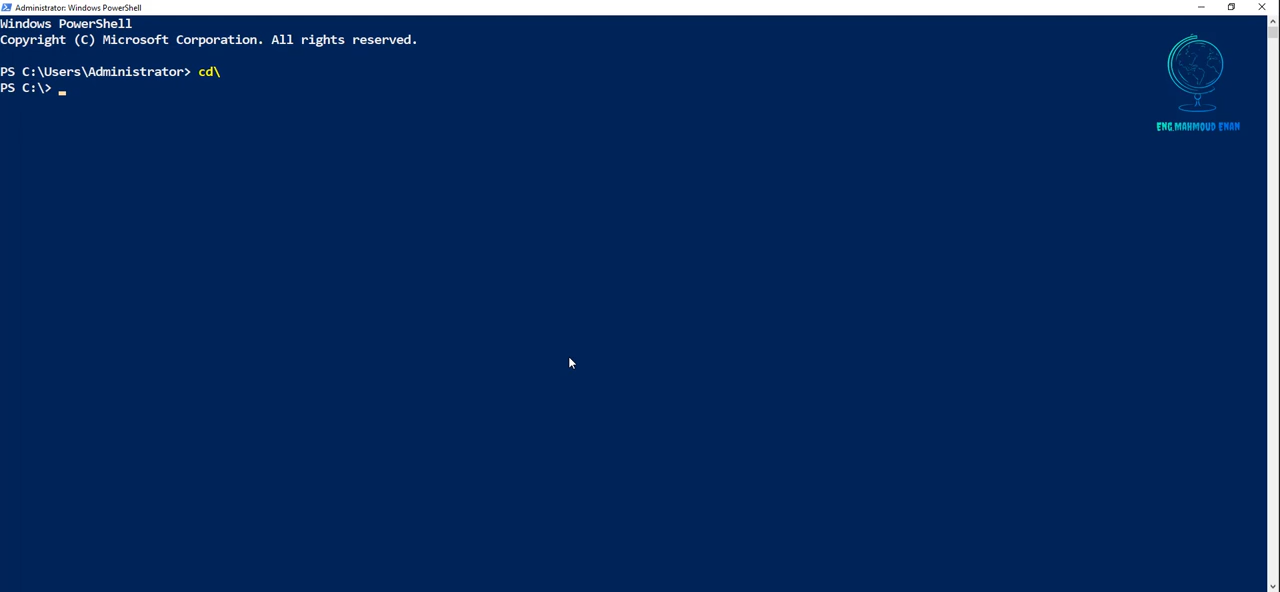 Administrator: Windows PowerShell
Windows PowerShell
Copyright (C) Microsoft Corporation. All rights reserved.
PS C:\Users\Administrator> cd\
PS C:\>
ENG.MAHMOUD ENAN